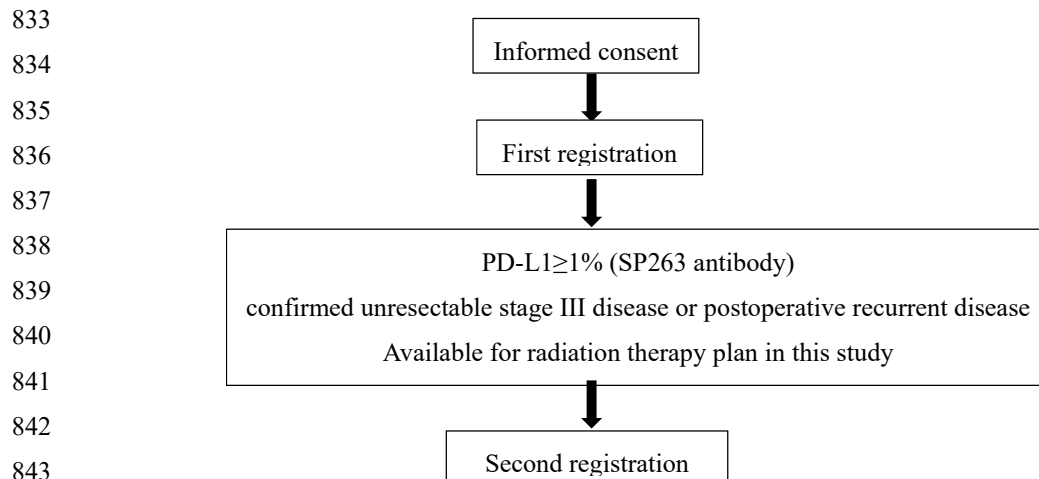 833
Informed consent
834
835
836
First registration
837
838
PD-L1≥1% (SP263 antibody)
839
confirmed unresectable stage III disease or postoperative recurrent disease
840
Available for radiation therapy plan in this study
841
842
843
Second registration